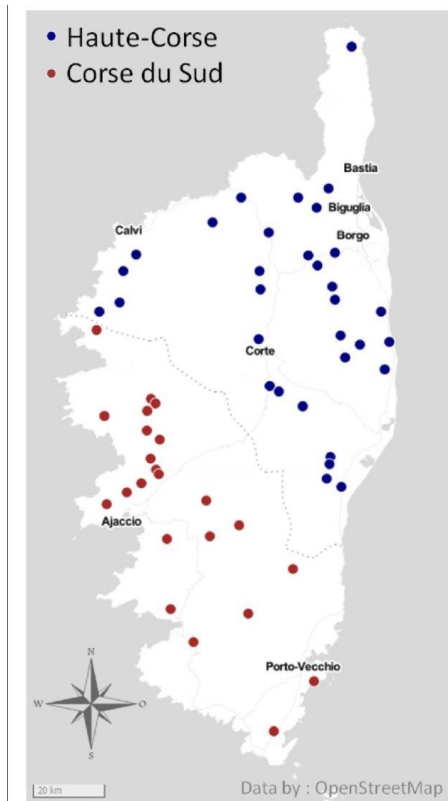 Haute-Corse
Corse du Sud
Bastia
Biguglia
Calvi
Borgo
Corte
Ajaccio
Porto-Vecchio
N
W
O
S
20 km
Data by : OpenStreetMap